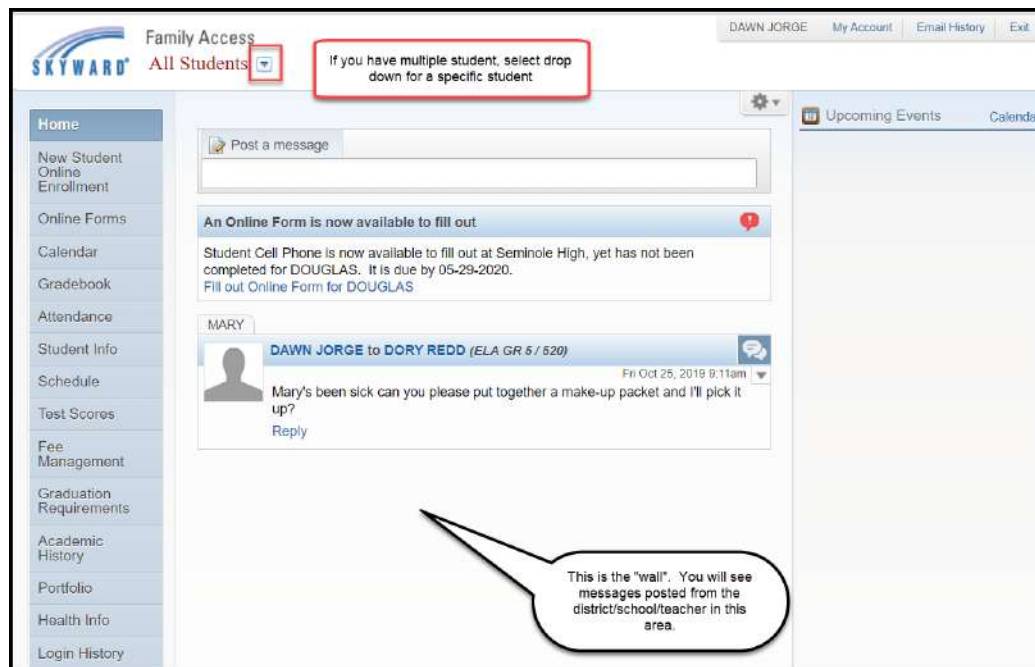 DAWN JORGE My Account Email History Exit
SKYWARD®
Family Access
All Students
If you have multiple student, select drop
down for a specific student
Home
New Student
Online
Enrollment
Online Forms
Calendar
Gradebook
Attendance
Student Info
Schedule
Test Scores
Fee
Management
Graduation
Requirements
Academic
History
Portfolio
Health Info
Login History
Post a message
An Online Form is now available to fill out
Student Cell Phone is now available to fill out at Seminole High, yet has not been
completed for DOUGLAS. It is due by 05-29-2020.
Fill out Online Form for DOUGLAS
MARY
DAWN JORGE to DORY REDD (ELA GR 5 / 520)
Fri Oct 25, 2019 9:11am
Mary's been sick can you please put together a make-up packet and I'll pick it
up?
Reply
This is the "wall". You will see
messages posted from the
district/school/teacher in this
area.
Upcoming Events Calenda